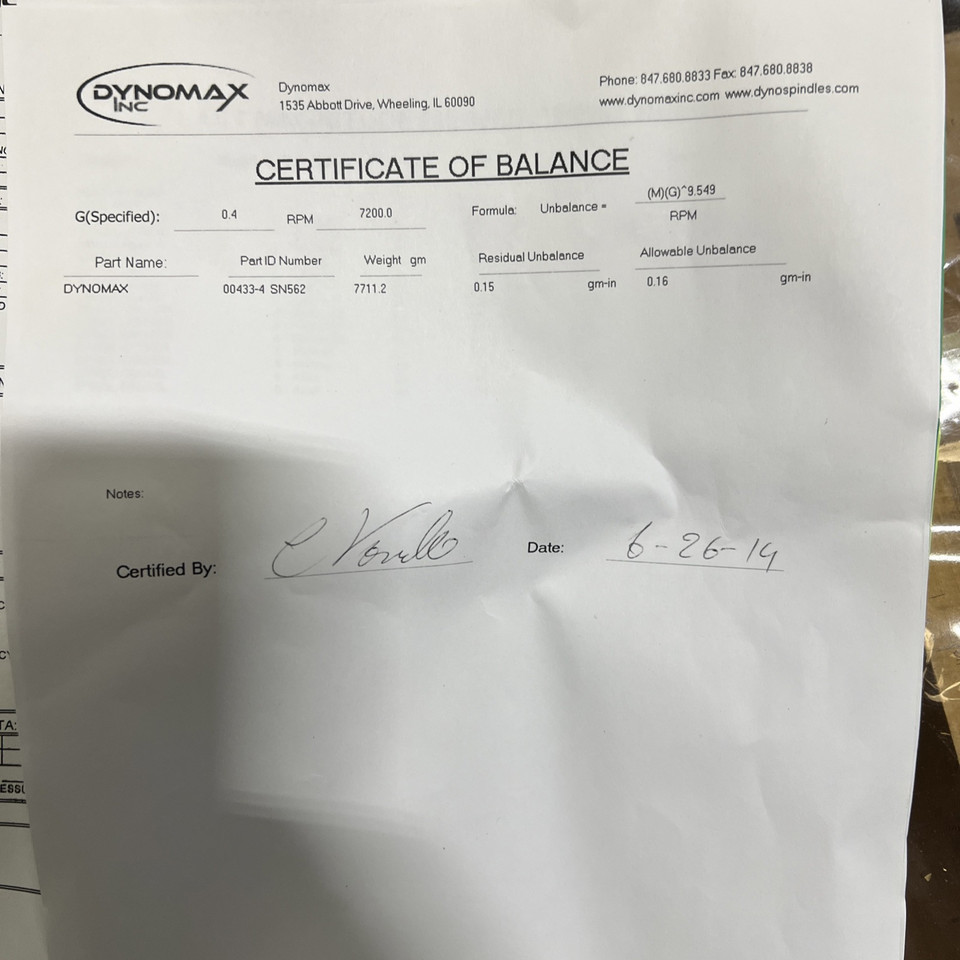 DYNOMAX
INC
Dynomax
1535 Abbott Drive, Wheeling, IL 60090
Phone: 847.680.8833 Fax: 847.680.8838
www.dynomaxinc.com www.dynospindles.com
CERTIFICATE OF BALANCE
G(Specified): 0.4 RPM 7200.0 Formula: Unbalance = (M)(G)^9.549
RPM
Part Name: Part ID Number Weight gm Residual Unbalance Allowable Unbalance
DYNOMAX 00433-4 SN562 7711.2 0.15 gm-in 0.16 gm-in
Notes:
Certified By: Date: 6-26-14
TA:
ESSU